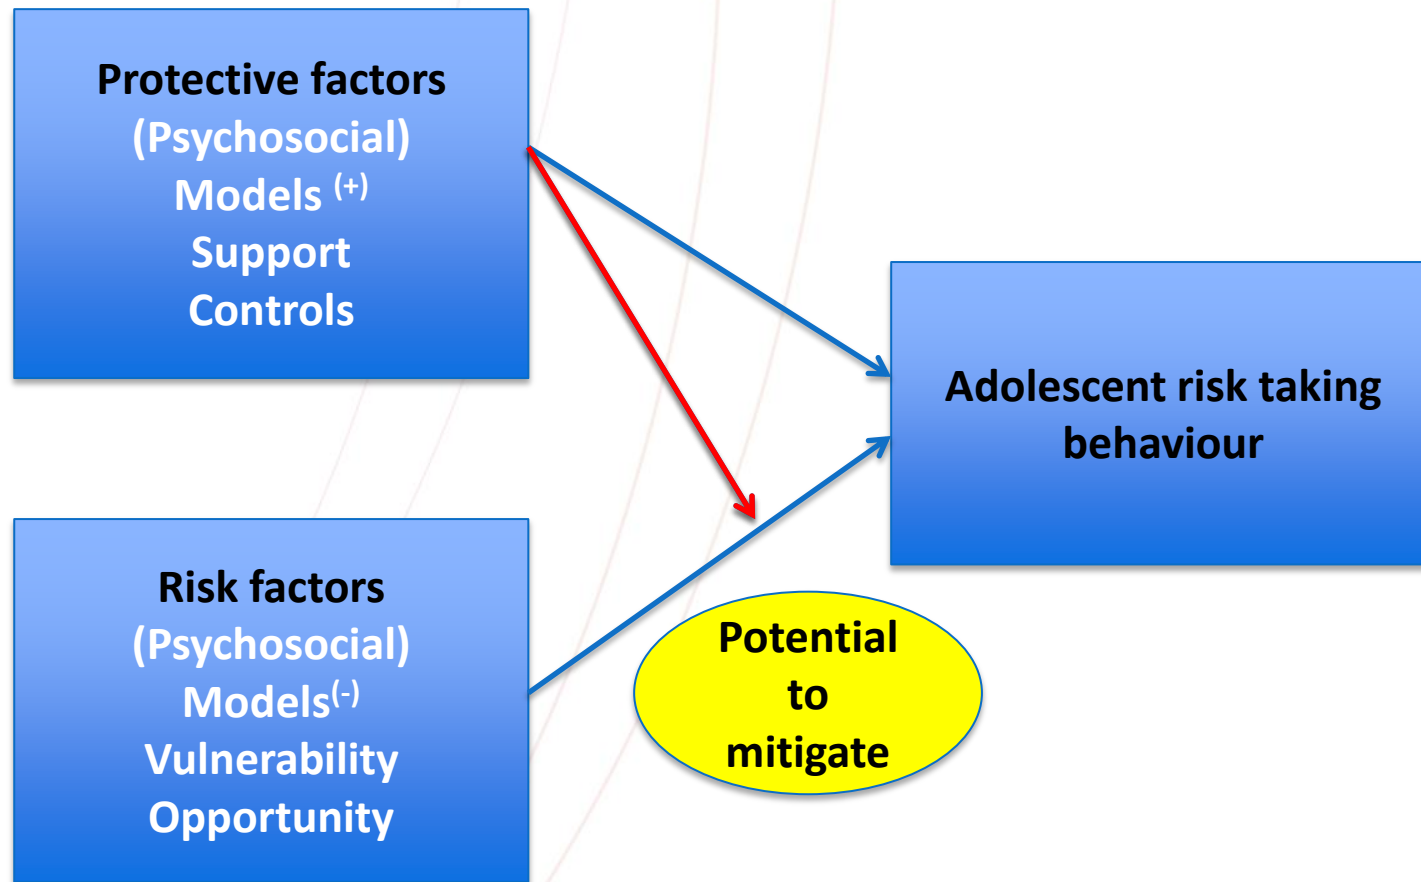 Protective factors
(Psychosocial)
Models (+)
Support
Controls
Adolescent risk taking
behaviour
Risk factors
(Psychosocial)
Models(-)
Vulnerability
Opportunity
Potential
to
mitigate